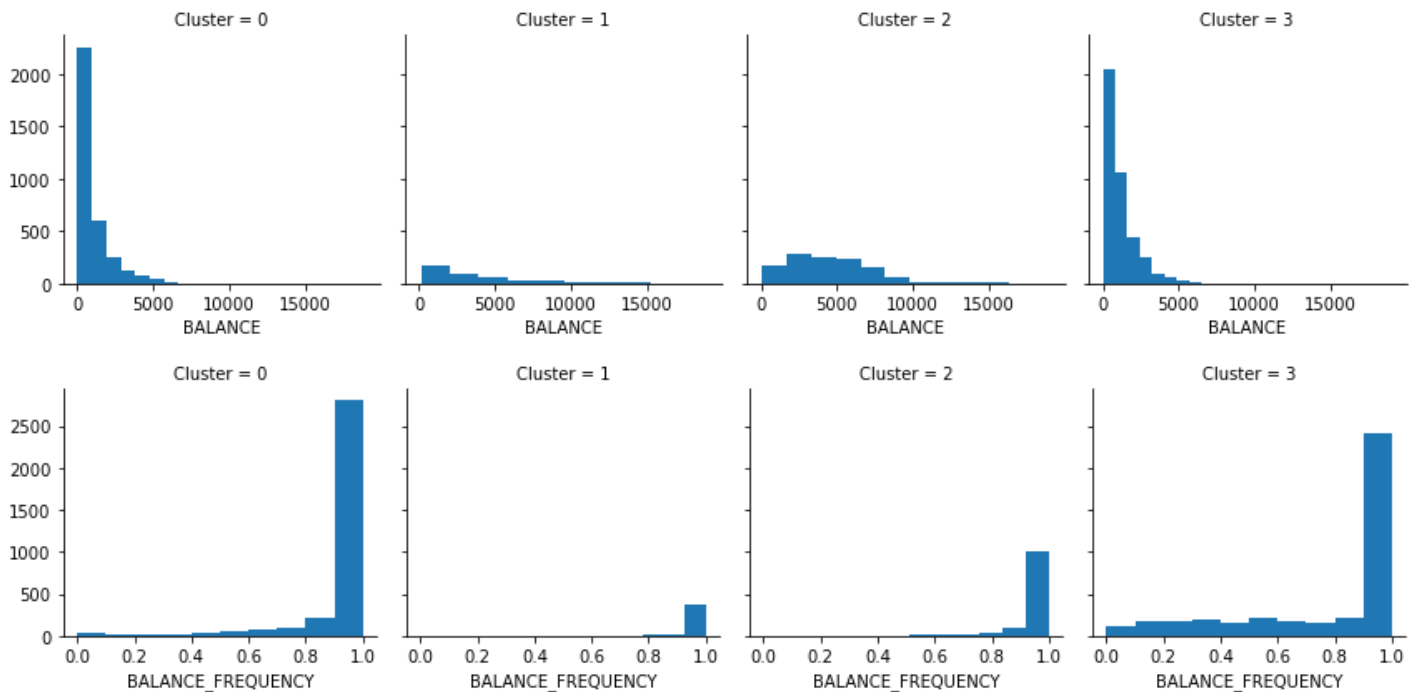 Cluster = 0 Cluster = 1 Cluster = 2 Cluster = 3
2000
1500
1000
500
0
0 5000 10000 15000 0 5000 10000 15000 0 5000 10000 15000 0 5000 10000 15000
BALANCE BALANCE BALANCE BALANCE
Cluster = 0 Cluster = 1 Cluster = 2 Cluster = 3
2500
2000
1500
1000
500
0
0.0 0.2 0.4 0.6 0.8 1.0 0.0 0.2 0.4 0.6 0.8 1.0 0.0 0.2 0.4 0.6 0.8 1.0 0.0 0.2 0.4 0.6 0.8 1.0
BALANCE_FREQUENCY BALANCE_FREQUENCY BALANCE_FREQUENCY BALANCE_FREQUENCY